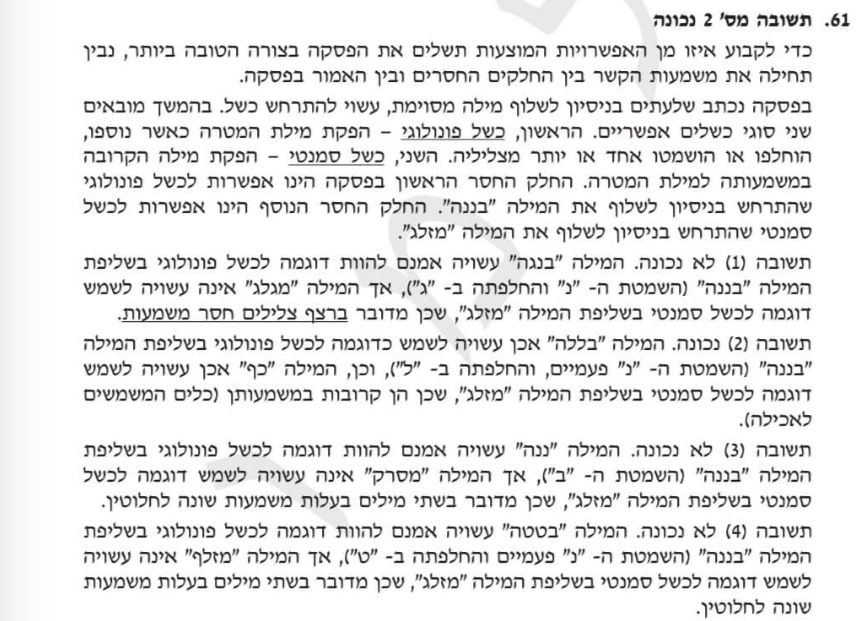 61. תשובה מס' 2 נכונה
כדי לקבוע איזו מן האפשרויות המוצעות תשלים את הפסקה בצורה הטובה ביותר, נבין
תחילה את משמעות הקשר בין החלקים החסרים ובין האמור בפסקה.
בפסקה נכתב שלעתים בניסיון לשלוף מילה מסוימת, עשוי להתרחש כשל. בהמשך מובאים
שני סוגי כשלים אפשריים. הראשון, כשל פונולוגי – הפקת מילת המטרה כאשר נוספו,
הוחלפו או הושמטו אחד או יותר מצליליה. השני, כשל סמנטי – הפקת מילה הקרובה
במשמעותה למילת המטרה. החלק החסר הראשון בפסקה הינו אפשרות לכשל פונולוגי
שהתרחש בניסיון לשלוף את המילה "בננה". החלק החסר הנוסף הינו אפשרות לכשל
סמנטי שהתרחש בניסיון לשלוף את המילה "מזלג".
תשובה (1) לא נכונה. המילה "בנגה" עשויה אמנם להוות דוגמה לכשל פונולוגי בשליפת
המילה "בננה" (השמטת ה- "נ" והחלפתה ב- "ג"), אך המילה "מגלג" אינה עשויה לשמש
דוגמה לכשל סמנטי בשליפת המילה "מזלג", שכן מדובר ברצף צלילים חסר משמעות.
תשובה (2) נכונה. המילה "בללה" אכן עשויה לשמש כדוגמה לכשל פונולוגי בשליפת המילה
"בננה" (השמטת ה- "נ" פעמיים, והחלפתה ב- "ל"), וכן, המילה "כף" אכן עשויה לשמש
דוגמה לכשל סמנטי בשליפת המילה "מזלג", שכן הן קרובות במשמעותן (כלים המשמשים
לאכילה).
תשובה (3) לא נכונה. המילה "ננה" עשויה אמנם להוות דוגמה לכשל פונולוגי בשליפת
המילה "בננה" (השמטת ה- "ב"), אך המילה "מסרק" אינה עשויה לשמש דוגמה לכשל
סמנטי בשליפת המילה "מזלג", שכן מדובר בשתי מילים בעלות משמעות שונה לחלוטין.
תשובה (4) לא נכונה. המילה "בטטה" עשויה אמנם להוות דוגמה לכשל פונולוגי בשליפת
המילה "בננה" (השמטת ה- "נ" פעמיים והחלפתה ב- "ט"), אך המילה "מזלף" אינה עשויה
לשמש דוגמה לכשל סמנטי בשליפת המילה "מזלג", שכן מדובר בשתי מילים בעלות משמעות
שונה לחלוטין.